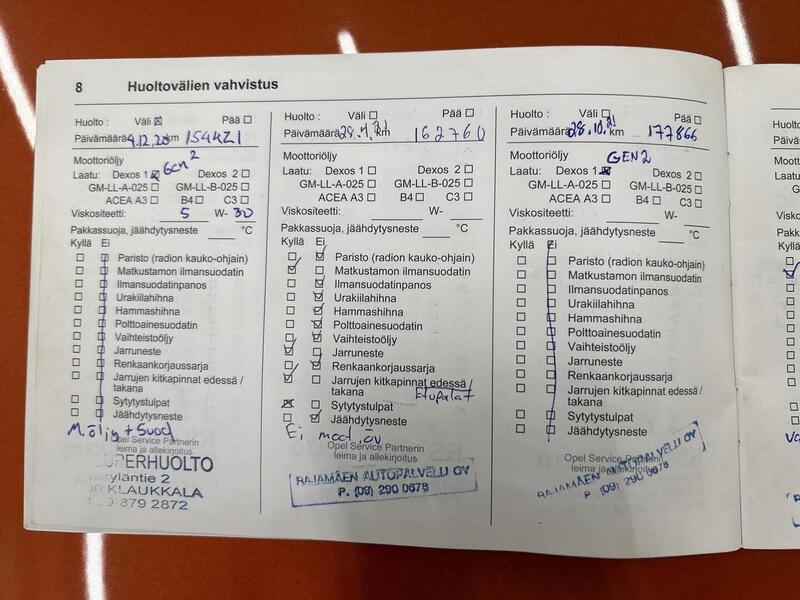 8 Huoltovälien vahvistus
Huolto : Väli ☒ Pää ☐
Päivämäärä 4.12.20 km 154421
Moottoriöljy
Gen 2
Laatu: Dexos 1 ☒ Dexos 2 ☐
GM-LL-A-025 ☐ GM-LL-B-025 ☐
ACEA A3 ☐ B4 ☐ C3 ☐
Viskositeetti: 5 W- 30
Pakkassuoja, jäähdytysneste °C
Kyllä Ei
Paristo (radion kauko-ohjain)
Matkustamon ilmansuodatin
Ilmansuodatinpanos
Urakiilahihna
Hammashihna
Polttoainesuodatin
Vaihteistoöljy
Jarruneste
Renkaankorjaussarja
Jarrujen kitkapinnat edessä /
takana
Sytytystulpat
Jäähdytysneste
M.öljy + Suod
Opel Service Partnerin
leima ja allekirjoitus
SUPERHUOLTO
KLAUKKALA
879 2872
Huolto : Väli ☐ Pää ☐
Päivämäärä 28.4.21 km 162760
Moottoriöljy
Laatu: Dexos 1 ☐ Dexos 2 ☐
GM-LL-A-025 ☐ GM-LL-B-025 ☐
ACEA A3 ☐ B4 ☐ C3 ☐
Viskositeetti: W-
Pakkassuoja, jäähdytysneste °C
Kyllä Ei
Paristo (radion kauko-ohjain)
Matkustamon ilmansuodatin
Ilmansuodatinpanos
Urakiilahihna
Hammashihna
Polttoainesuodatin
Vaihteistoöljy
Jarruneste
Renkaankorjaussarja
Jarrujen kitkapinnat edessä /
takana Etupalat
Sytytystulpat
Jäähdytysneste
Ei moot.öv
Opel Service Partnerin
leima ja allekirjoitus
RAJAMÄEN AUTOPALVELU OY
P. (09) 290 0678
Huolto : Väli ☐ Pää ☐
Päivämäärä 28.10.21 km 177866
Moottoriöljy GEN2
Laatu: Dexos 1 ☒ Dexos 2 ☐
GM-LL-A-025 ☐ GM-LL-B-025 ☐
ACEA A3 ☐ B4 ☐ C3 ☐
Viskositeetti: W-
Pakkassuoja, jäähdytysneste °C
Kyllä Ei
Paristo (radion kauko-ohjain)
Matkustamon ilmansuodatin
Ilmansuodatinpanos
Urakiilahihna
Hammashihna
Polttoainesuodatin
Vaihteistoöljy
Jarruneste
Renkaankorjaussarja
Jarrujen kitkapinnat edessä /
takana
Sytytystulpat
Jäähdytysneste
Opel Service Partnerin
leima ja allekirjoitus
RAJAMÄEN AUTOPALVELU OY
P. (09) 290 0678